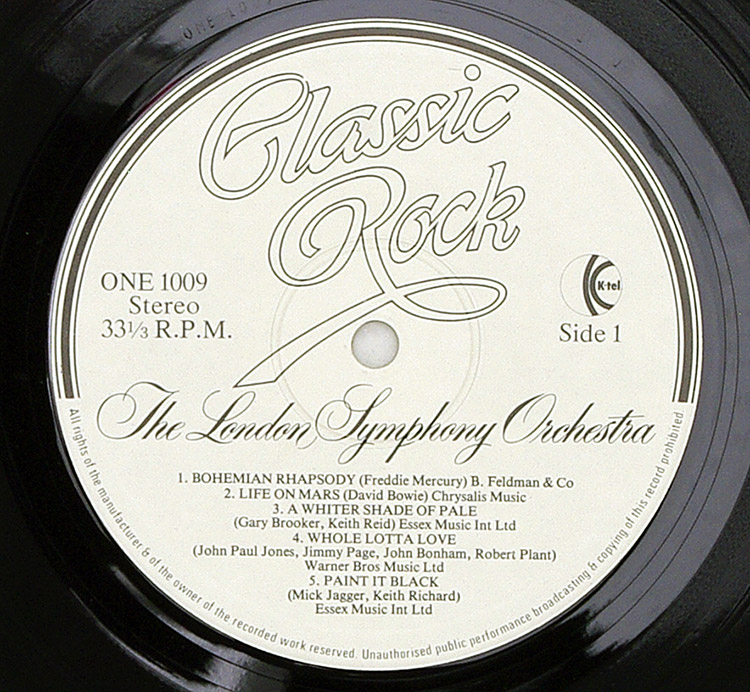 ONE 1009
Classic
Rock
ONE 1009
Stereo
33 1/3 R.P.M.
K-tel
Side 1
The London Symphony Orchestra
1. BOHEMIAN RHAPSODY (Freddie Mercury) B. Feldman & Co
2. LIFE ON MARS (David Bowie) Chrysalis Music
3. A WHITER SHADE OF PALE
(Gary Brooker, Keith Reid) Essex Music Int Ltd
4. WHOLE LOTTA LOVE
(John Paul Jones, Jimmy Page, John Bonham, Robert Plant)
Warner Bros Music Ltd
5. PAINT IT BLACK
(Mick Jagger, Keith Richard)
Essex Music Int Ltd
All rights of the manufacturer & of the owner of the recorded work reserved. Unauthorised public performance broadcasting & copying of this record prohibited